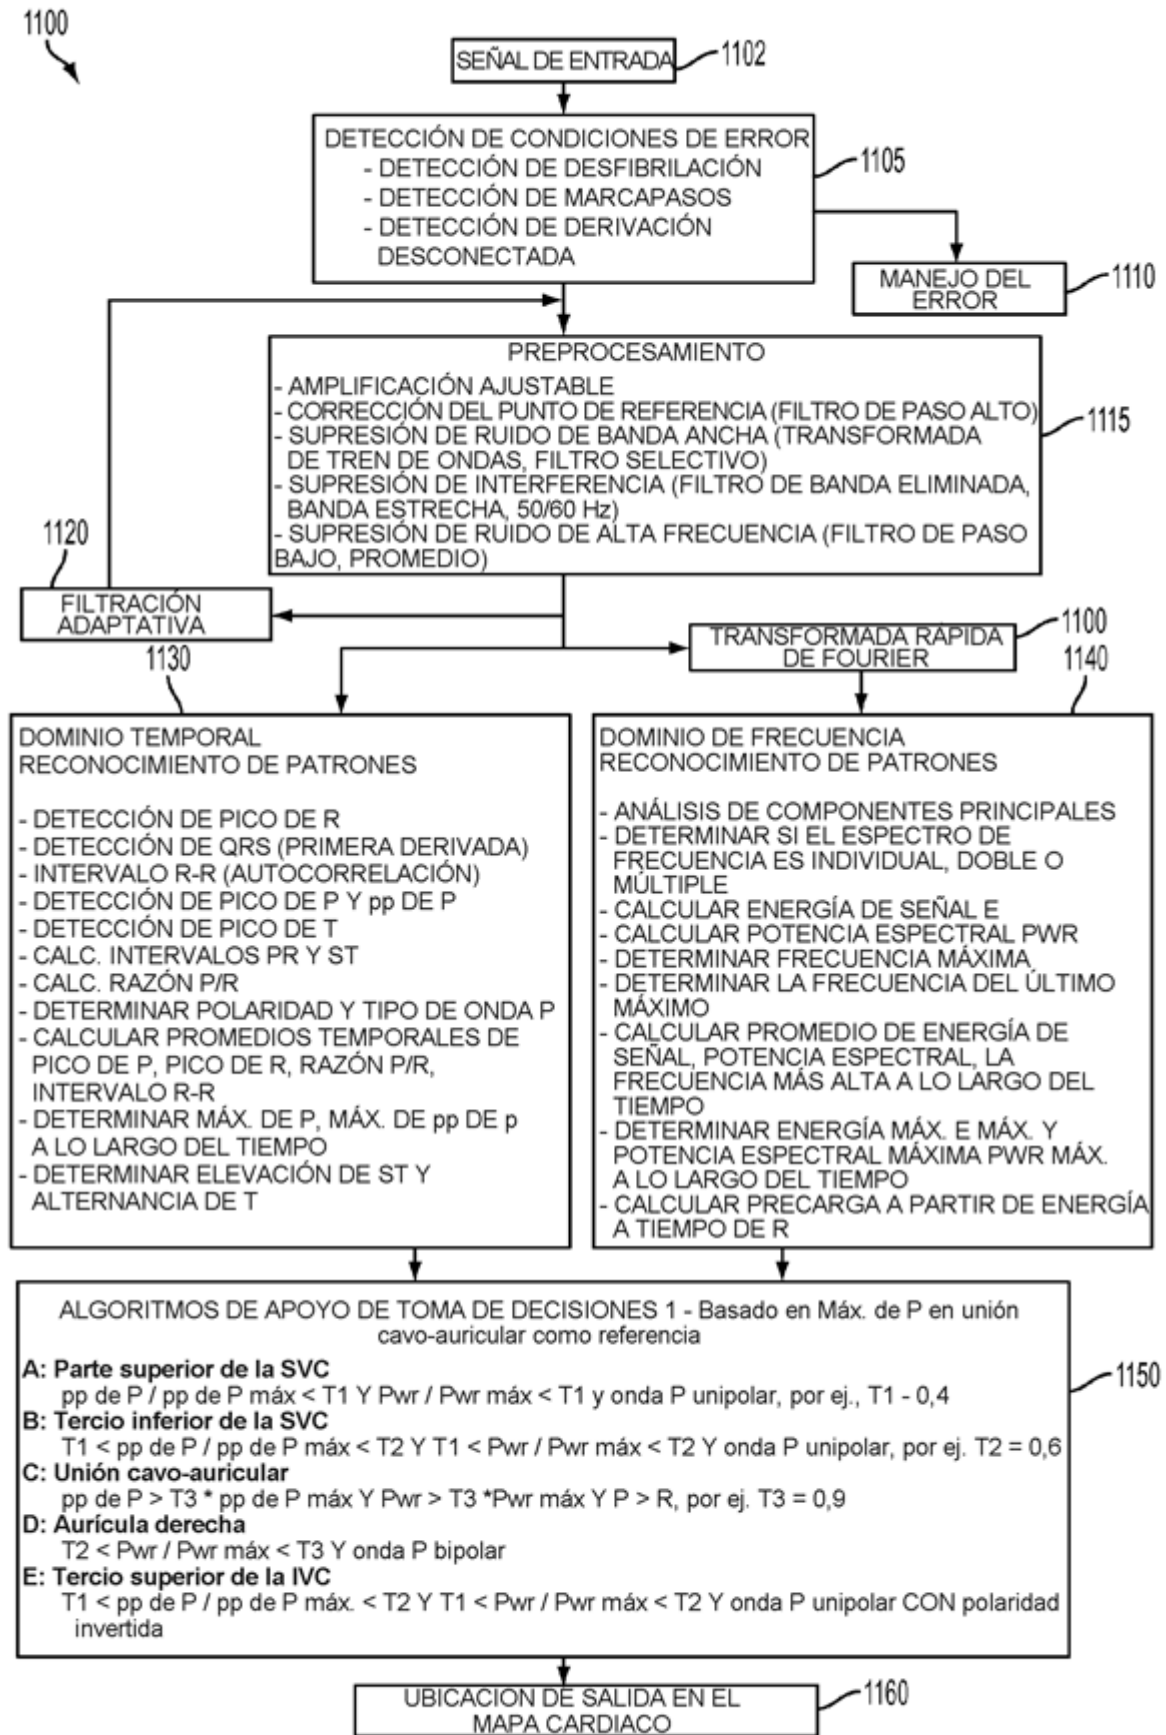 1100
SEÑAL DE ENTRADA
1102
DETECCIÓN DE CONDICIONES DE ERROR
- DETECCIÓN DE DESFIBRILACIÓN
- DETECCIÓN DE MARCAPASOS
- DETECCIÓN DE DERIVACIÓN
DESCONECTADA
1105
MANEJO DEL
ERROR
1110
PREPROCESAMIENTO
- AMPLIFICACIÓN AJUSTABLE
- CORRECCIÓN DEL PUNTO DE REFERENCIA (FILTRO DE PASO ALTO)
- SUPRESIÓN DE RUIDO DE BANDA ANCHA (TRANSFORMADA
DE TREN DE ONDAS, FILTRO SELECTIVO)
- SUPRESIÓN DE INTERFERENCIA (FILTRO DE BANDA ELIMINADA,
BANDA ESTRECHA, 50/60 Hz)
- SUPRESIÓN DE RUIDO DE ALTA FRECUENCIA (FILTRO DE PASO
BAJO, PROMEDIO)
1115
1120
FILTRACIÓN
ADAPTATIVA
TRANSFORMADA RÁPIDA
DE FOURIER
1100
1130
DOMINIO TEMPORAL
RECONOCIMIENTO DE PATRONES
- DETECCIÓN DE PICO DE R
- DETECCIÓN DE QRS (PRIMERA DERIVADA)
- INTERVALO R-R (AUTOCORRELACIÓN)
- DETECCIÓN DE PICO DE P Y pp DE P
- DETECCIÓN DE PICO DE T
- CALC. INTERVALOS PR Y ST
- CALC. RAZÓN P/R
- DETERMINAR POLARIDAD Y TIPO DE ONDA P
- CALCULAR PROMEDIOS TEMPORALES DE
PICO DE P, PICO DE R, RAZÓN P/R,
INTERVALO R-R
- DETERMINAR MÁX. DE P, MÁX. DE pp DE p
A LO LARGO DEL TIEMPO
- DETERMINAR ELEVACIÓN DE ST Y
ALTERNANCIA DE T
1140
DOMINIO DE FRECUENCIA
RECONOCIMIENTO DE PATRONES
- ANÁLISIS DE COMPONENTES PRINCIPALES
- DETERMINAR SI EL ESPECTRO DE
FRECUENCIA ES INDIVIDUAL, DOBLE O
MÚLTIPLE
- CALCULAR ENERGÍA DE SEÑAL E
- CALCULAR POTENCIA ESPECTRAL PWR
- DETERMINAR FRECUENCIA MÁXIMA
- DETERMINAR LA FRECUENCIA DEL ÚLTIMO
MÁXIMO
- CALCULAR PROMEDIO DE ENERGÍA DE
SEÑAL, POTENCIA ESPECTRAL, LA
FRECUENCIA MÁS ALTA A LO LARGO DEL
TIEMPO
- DETERMINAR ENERGÍA MÁX. E MÁX. Y
POTENCIA ESPECTRAL MÁXIMA PWR MÁX.
A LO LARGO DEL TIEMPO
- CALCULAR PRECARGA A PARTIR DE ENERGÍA
A TIEMPO DE R
ALGORITMOS DE APOYO DE TOMA DE DECISIONES 1 - Basado en Máx. de P en unión
cavo-auricular como referencia
A: Parte superior de la SVC
pp de P / pp de P máx < T1 Y Pwr / Pwr máx < T1 y onda P unipolar, por ej., T1 - 0,4
B: Tercio inferior de la SVC
T1 < pp de P / pp de P máx < T2 Y T1 < Pwr / Pwr máx < T2 Y onda P unipolar, por ej. T2 = 0,6
C: Unión cavo-auricular
pp de P > T3 * pp de P máx Y Pwr > T3 *Pwr máx Y P > R, por ej. T3 = 0,9
D: Aurícula derecha
T2 < Pwr / Pwr máx < T3 Y onda P bipolar
E: Tercio superior de la IVC
T1 < pp de P / pp de P máx. < T2 Y T1 < Pwr / Pwr máx < T2 Y onda P unipolar CON polaridad
invertida
1150
UBICACION DE SALIDA EN EL
MAPA CARDIACO
1160